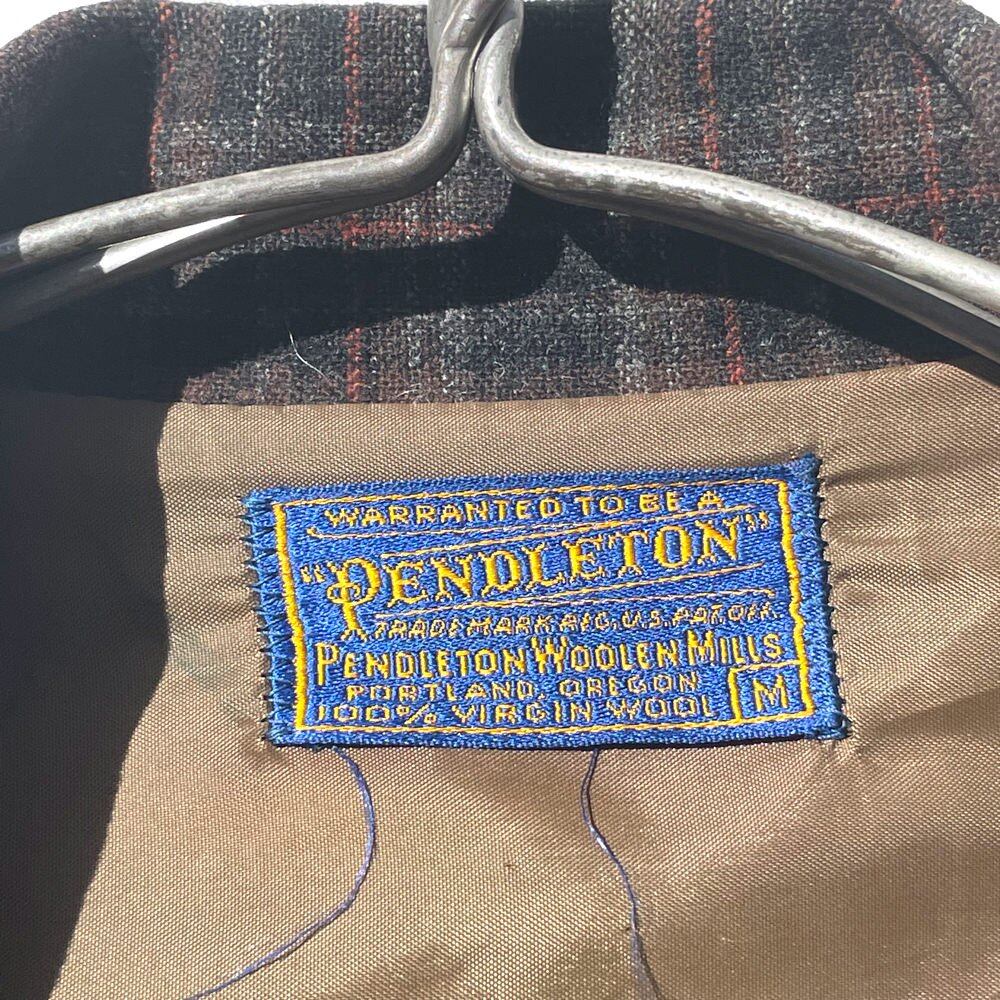 WARRANTED TO BE A
"PENDLETON"
TRADE MARK REG. U.S. PAT. OFF.
PENDLETON WOOLEN MILLS
PORTLAND, OREGON
100% VIRGIN WOOL
M